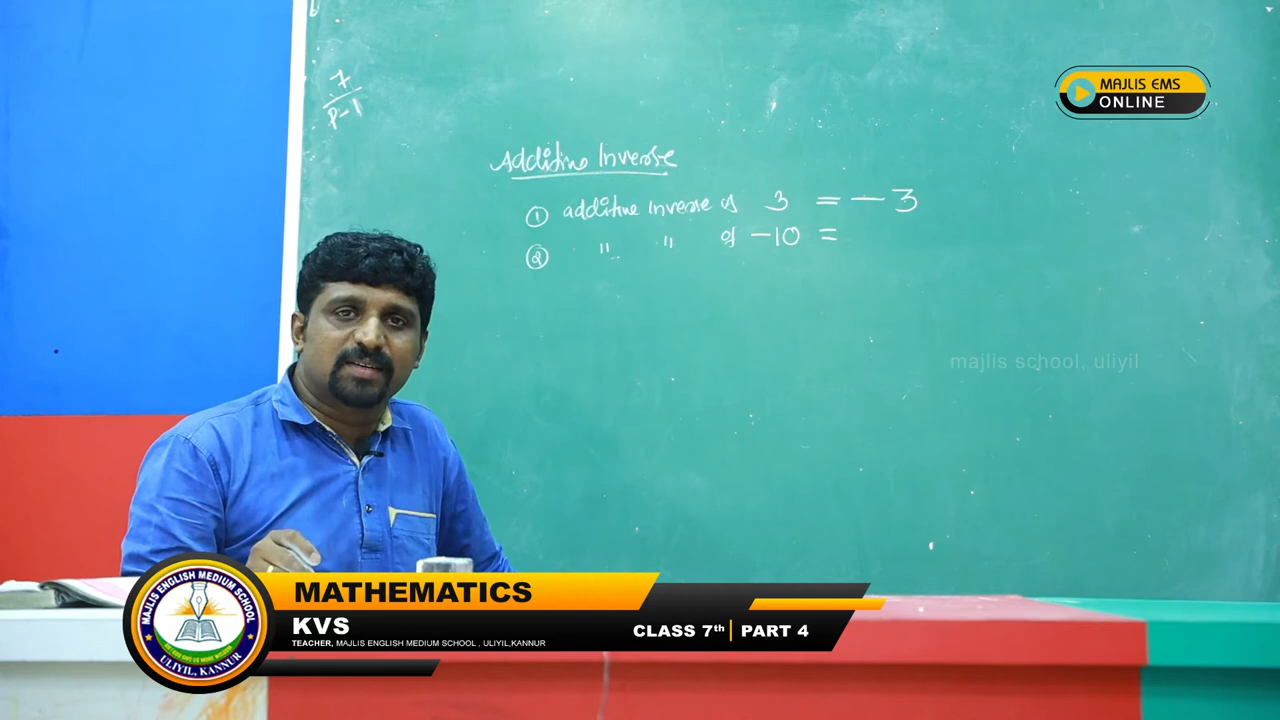 7
P-1
MAJLIS EMS
ONLINE
Additive Inverse
① additive inverse of 3 = -3
② " " of -10 =
majlis school, uliyil
MATHEMATICS
KVS
TEACHER, MAJLIS ENGLISH MEDIUM SCHOOL , ULIYIL,KANNUR
CLASS 7th | PART 4
MAJLIS ENGLISH MEDIUM SCHOOL
ULIYIL, KANNUR